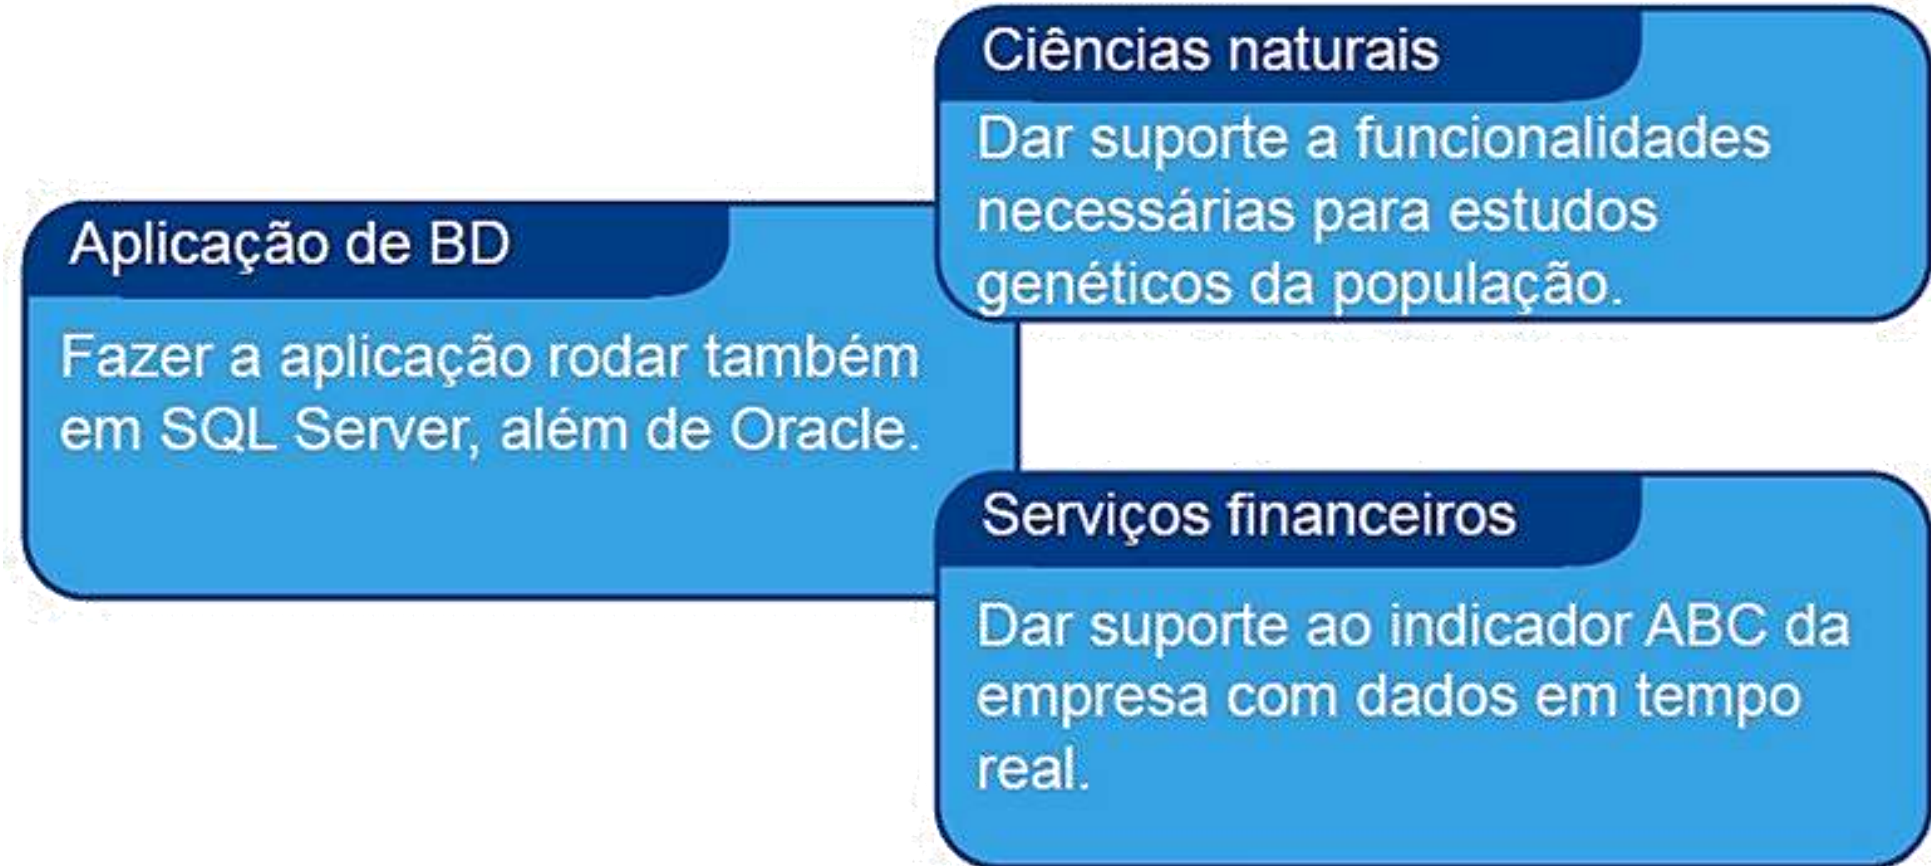 Ciências naturais
Dar suporte a funcionalidades
necessárias para estudos
genéticos da população.
Aplicação de BD
Fazer a aplicação rodar também
em SQL Server, além de Oracle.
Serviços financeiros
Dar suporte ao indicador ABC da
empresa com dados em tempo
real.